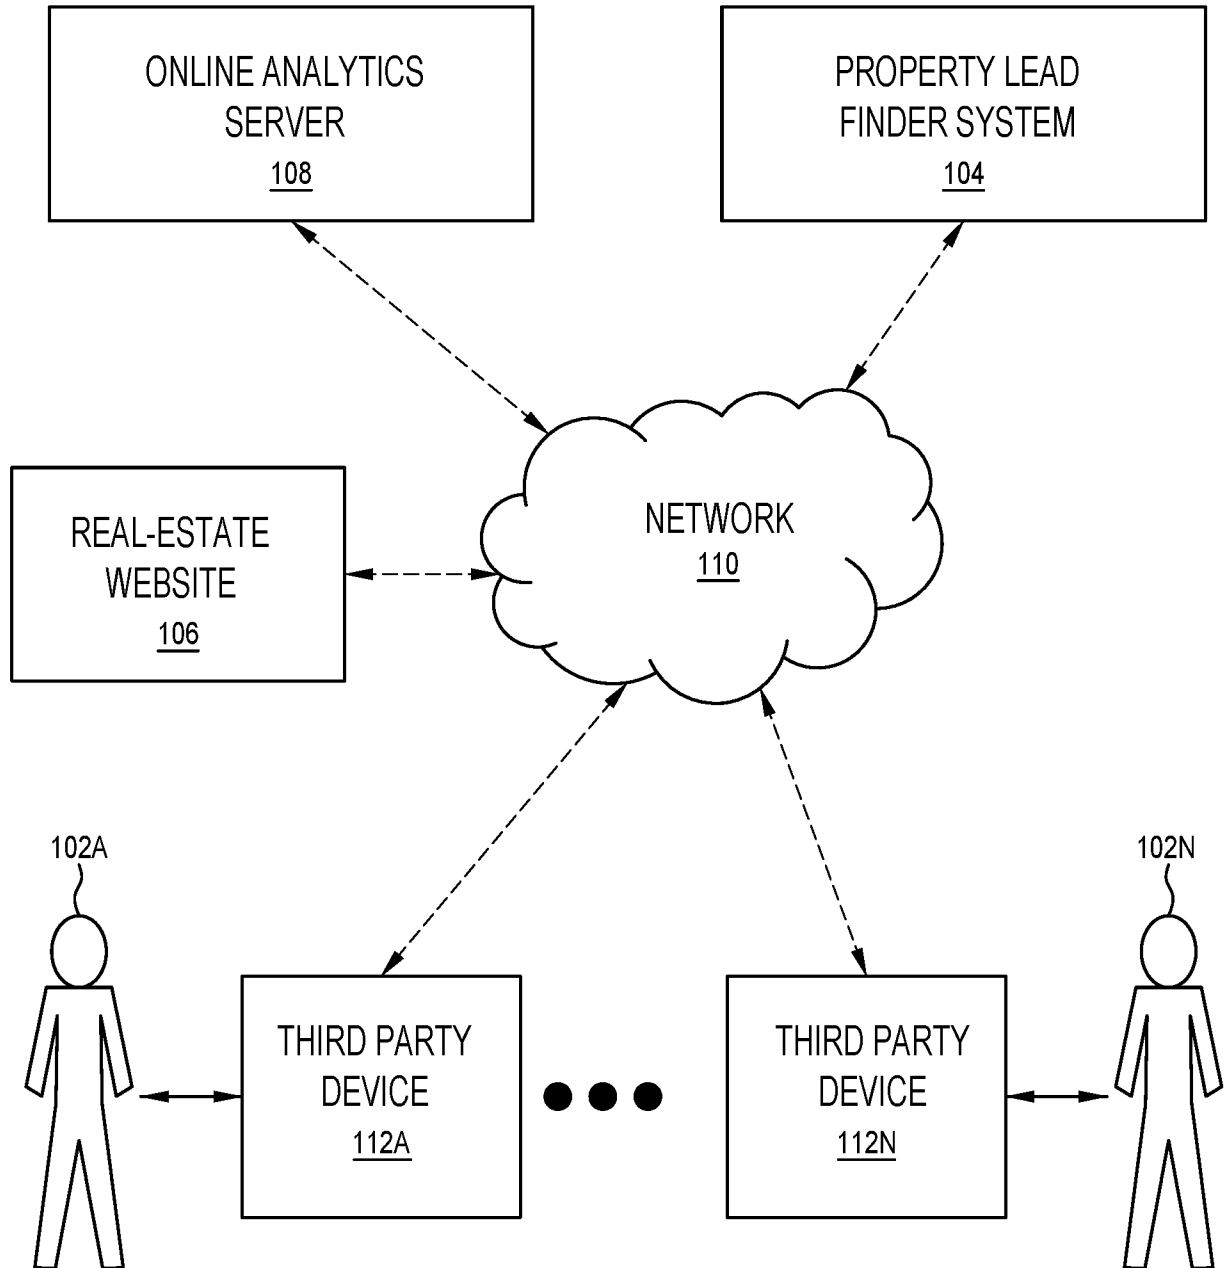 ONLINE ANALYTICS
SERVER
108
PROPERTY LEAD
FINDER SYSTEM
104
REAL-ESTATE
WEBSITE
106
NETWORK
110
102A
102N
THIRD PARTY
DEVICE
112A
THIRD PARTY
DEVICE
112N